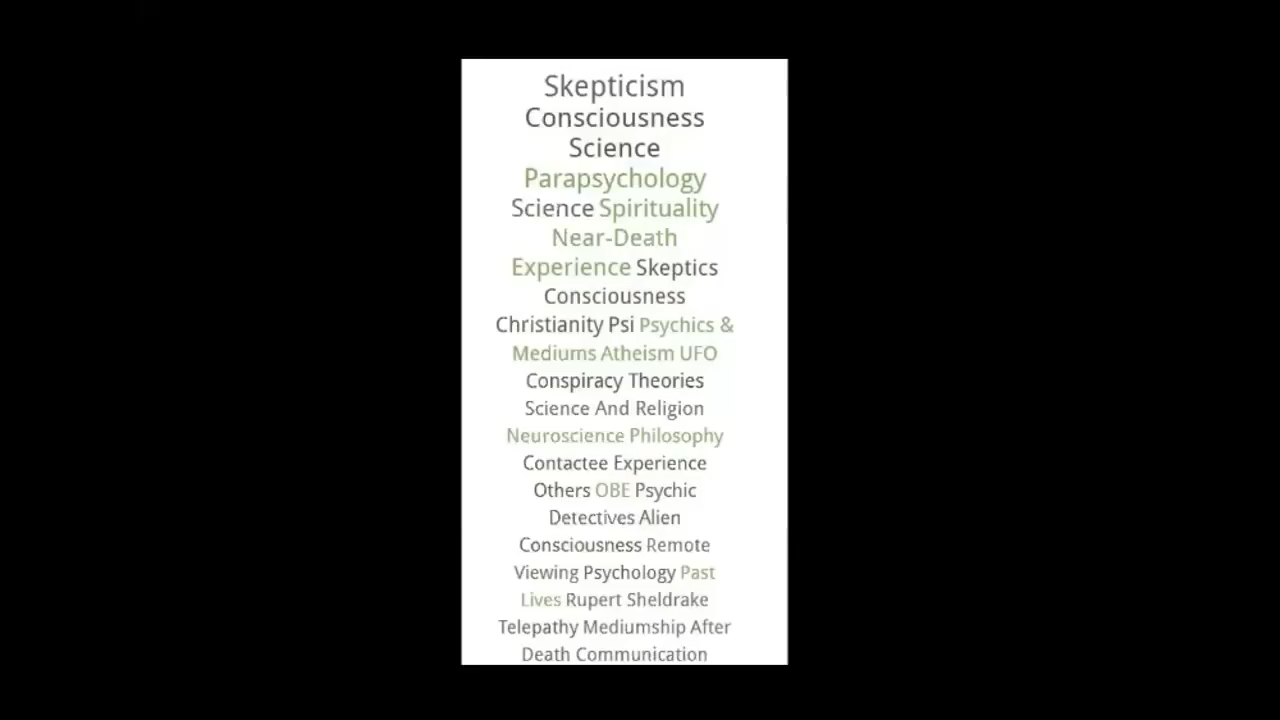 Skepticism
Consciousness
Science
Parapsychology
Science Spirituality
Near-Death
Experience Skeptics
Consciousness
Christianity Psi Psychics &
Mediums Atheism UFO
Conspiracy Theories
Science And Religion
Neuroscience Philosophy
Contactee Experience
Others OBE Psychic
Detectives Alien
Consciousness Remote
Viewing Psychology Past
Lives Rupert Sheldrake
Telepathy Mediumship After
Death Communication